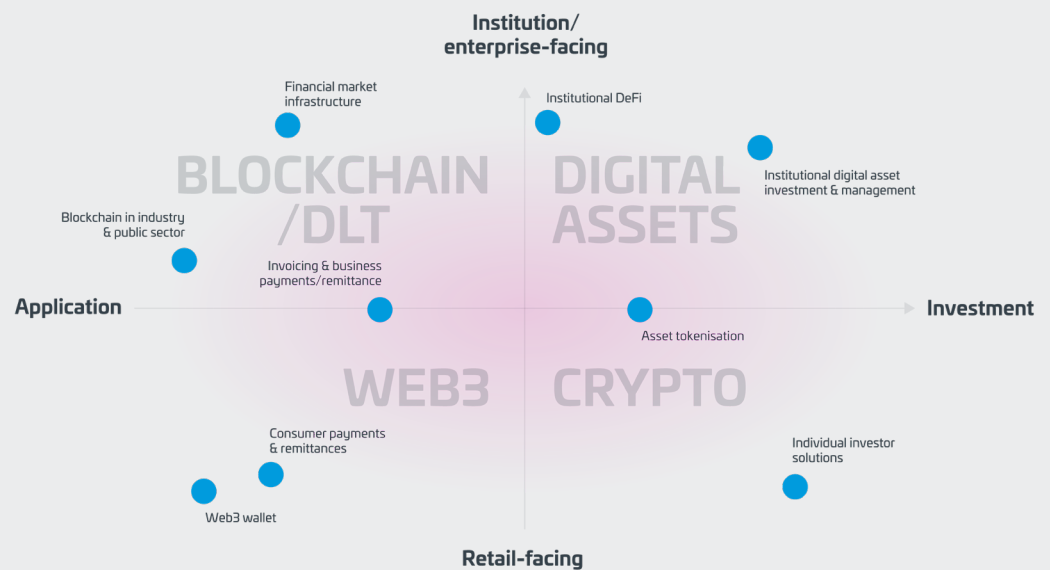 Institution/
enterprise-facing
Financial market
infrastructure
Institutional DeFi
BLOCKCHAIN
/DLT
DIGITAL
ASSETS
Institutional digital asset
investment & management
Blockchain in industry
& public sector
Invoicing & business
payments/remittance
Application
Investment
Asset tokenisation
WEB3
CRYPTO
Consumer payments
& remittances
Individual investor
solutions
Web3 wallet
Retail-facing